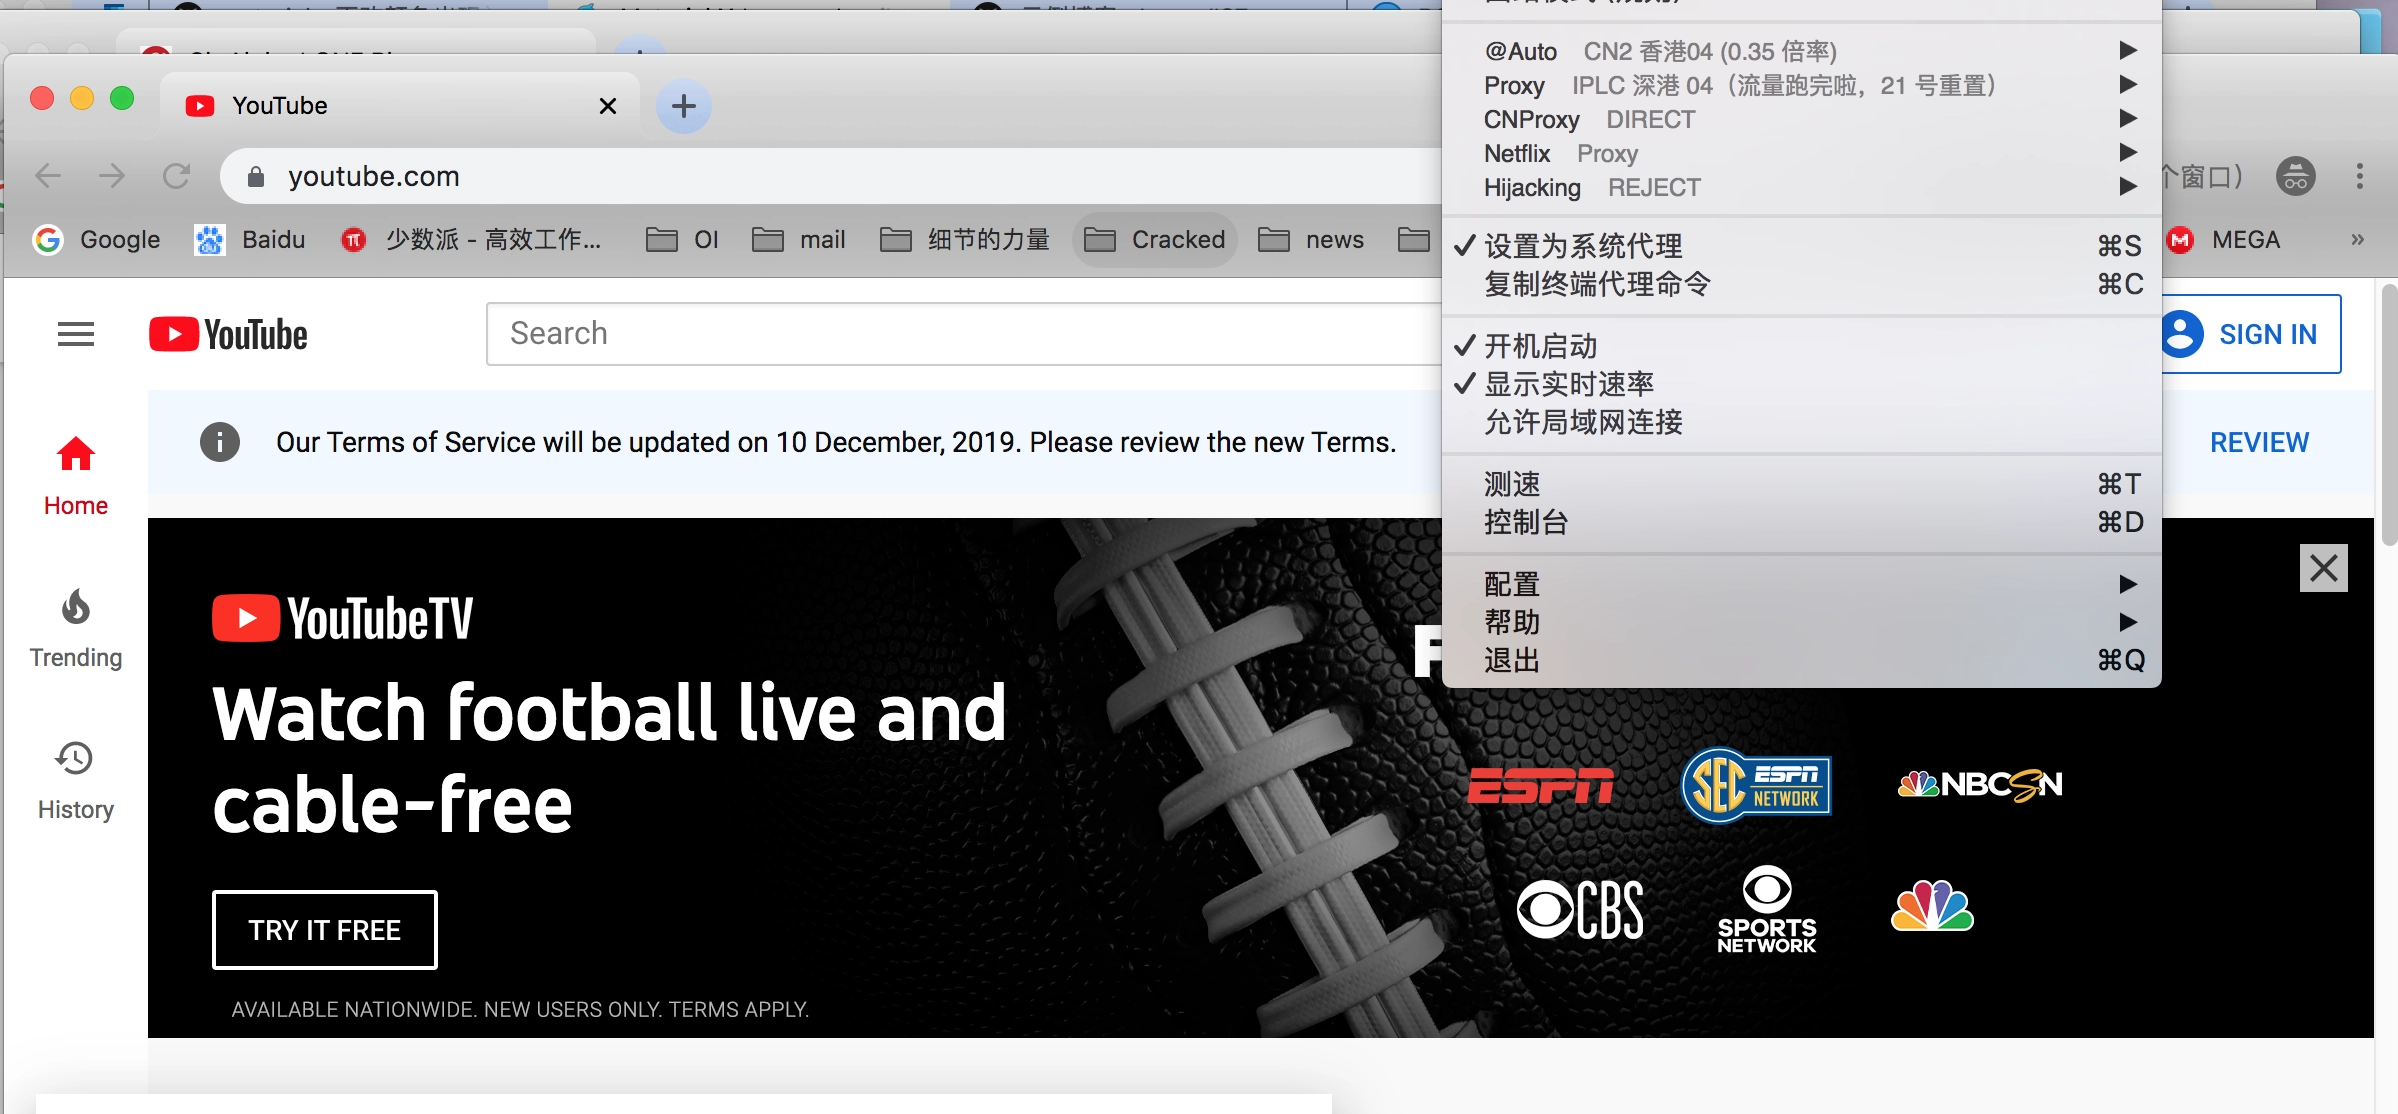 YouTube
youtube.com
个窗口）
Google
Baidu
少数派 - 高效工作...
OI
mail
细节的力量
Cracked
news
MEGA
»
@Auto CN2 香港04 (0.35 倍率)
Proxy IPLC 深港 04（流量跑完啦，21 号重置）
CNProxy DIRECT
Netflix Proxy
Hijacking REJECT
设置为系统代理 ⌘S
复制终端代理命令 ⌘C
开机启动
显示实时速率
允许局域网连接
测速 ⌘T
控制台 ⌘D
配置
帮助
退出 ⌘Q
YouTube
Search
SIGN IN
Our Terms of Service will be updated on 10 December, 2019. Please review the new Terms.
REVIEW
Home
Trending
History
YouTubeTV
Watch football live and
cable-free
TRY IT FREE
AVAILABLE NATIONWIDE. NEW USERS ONLY. TERMS APPLY.
ESPN
SEC ESPN NETWORK
NBCSN
CBS
CBS SPORTS
NETWORK